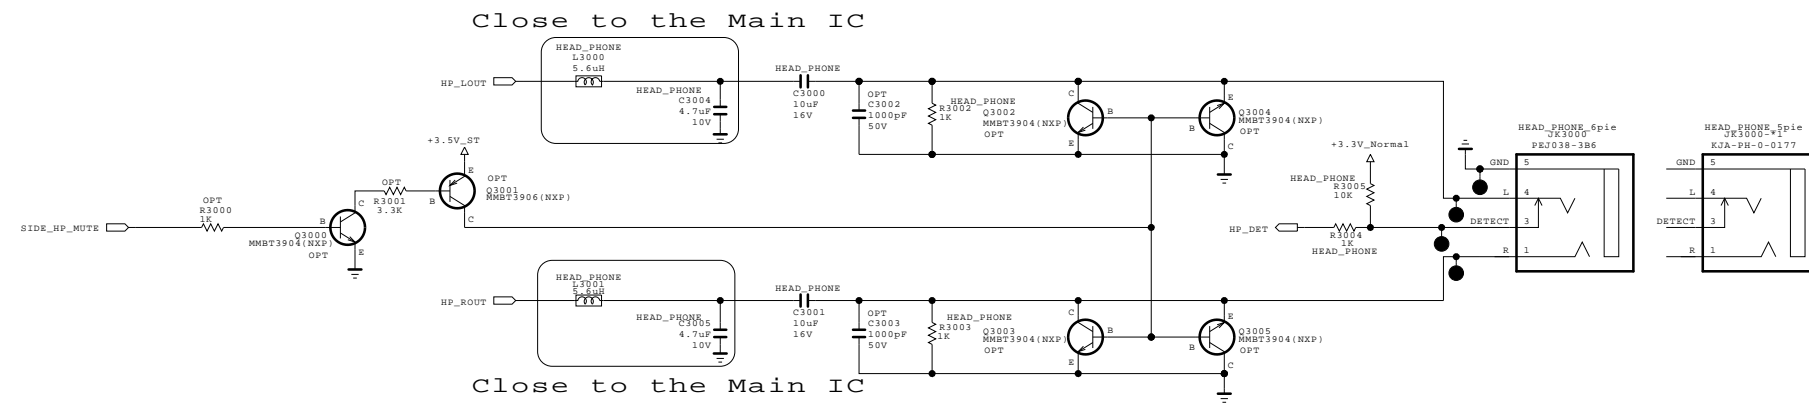 Close to the Main IC
HEAD_PHONE
L3000
5.6uH
HP_LOUT
HEAD_PHONE
C3004
4.7uF
10V
HEAD_PHONE
C3000
10uF
16V
OPT
C3002
1000pF
50V
HEAD_PHONE
R3002
1K
C
B
E
Q3002
MMBT3904(NXP)
OPT
E
B
C
Q3004
MMBT3904(NXP)
OPT
+3.5V_ST
E
B
C
OPT
Q3001
MMBT3906(NXP)
OPT
R3001
3.3K
SIDE_HP_MUTE
OPT
R3000
1K
B
C
E
Q3000
MMBT3904(NXP)
OPT
+3.3V_Normal
HEAD_PHONE
R3005
10K
HP_DET
R3004
1K
HEAD_PHONE
HEAD_PHONE_6pie
JK3000
PEJ038-3B6
GND 5
L 4
DETECT 3
R 1
HEAD_PHONE_5pie
JK3000-*1
KJA-PH-0-0177
GND 5
L 4
DETECT 3
R 1
HEAD_PHONE
L3001
5.6uH
HP_ROUT
HEAD_PHONE
C3005
4.7uF
10V
HEAD_PHONE
C3001
10uF
16V
OPT
C3003
1000pF
50V
HEAD_PHONE
R3003
1K
C
B
E
Q3003
MMBT3904(NXP)
OPT
E
B
C
Q3005
MMBT3904(NXP)
OPT
Close to the Main IC